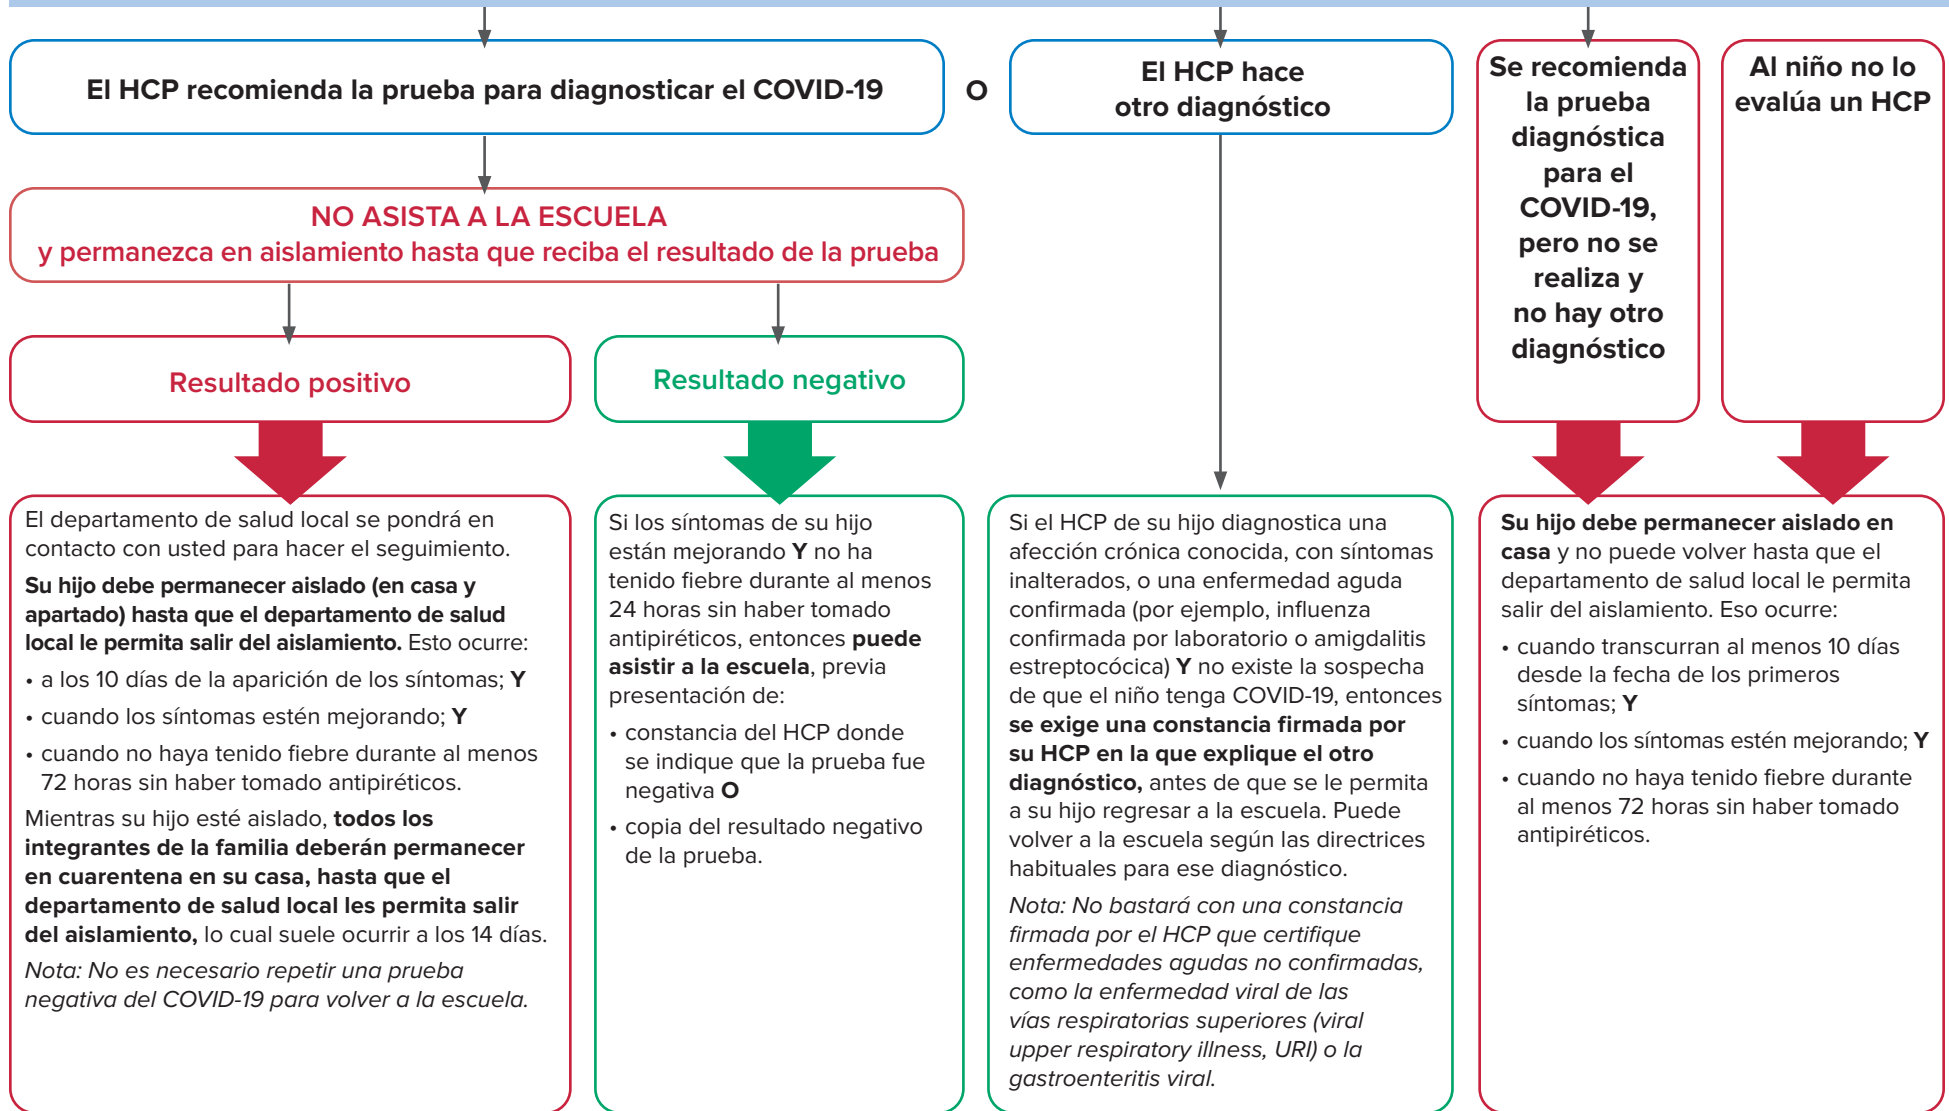 El HCP recomienda la prueba para diagnosticar el COVID-19
O
El HCP hace
otro diagnóstico
Se recomienda
la prueba
diagnóstica
para el
COVID-19,
pero no se
realiza y
no hay otro
diagnóstico
Al niño no lo
evalúa un HCP
NO ASISTA A LA ESCUELA
y permanezca en aislamiento hasta que reciba el resultado de la prueba
Resultado positivo
Resultado negativo
El departamento de salud local se pondrá en
contacto con usted para hacer el seguimiento.
Su hijo debe permanecer aislado (en casa y
apartado) hasta que el departamento de salud
local le permita salir del aislamiento. Esto ocurre:
• a los 10 días de la aparición de los síntomas; Y
• cuando los síntomas estén mejorando; Y
• cuando no haya tenido fiebre durante al menos
72 horas sin haber tomado antipiréticos.
Mientras su hijo esté aislado, todos los
integrantes de la familia deberán permanecer
en cuarentena en su casa, hasta que el
departamento de salud local les permita salir
del aislamiento, lo cual suele ocurrir a los 14 días.
Nota: No es necesario repetir una prueba
negativa del COVID-19 para volver a la escuela.
Si los síntomas de su hijo
están mejorando Y no ha
tenido fiebre durante al menos
24 horas sin haber tomado
antipiréticos, entonces puede
asistir a la escuela, previa
presentación de:
• constancia del HCP donde
se indique que la prueba fue
negativa O
• copia del resultado negativo
de la prueba.
Si el HCP de su hijo diagnostica una
afección crónica conocida, con síntomas
inalterados, o una enfermedad aguda
confirmada (por ejemplo, influenza
confirmada por laboratorio o amigdalitis
estreptocócica) Y no existe la sospecha
de que el niño tenga COVID-19, entonces
se exige una constancia firmada por
su HCP en la que explique el otro
diagnóstico, antes de que se le permita
a su hijo regresar a la escuela. Puede
volver a la escuela según las directrices
habituales para ese diagnóstico.
Nota: No bastará con una constancia
firmada por el HCP que certifique
enfermedades agudas no confirmadas,
como la enfermedad viral de las
vías respiratorias superiores (viral
upper respiratory illness, URI) o la
gastroenteritis viral.
Su hijo debe permanecer aislado en
casa y no puede volver hasta que el
departamento de salud local le permita
salir del aislamiento. Eso ocurre:
• cuando transcurran al menos 10 días
desde la fecha de los primeros
síntomas; Y
• cuando los síntomas estén mejorando; Y
• cuando no haya tenido fiebre durante
al menos 72 horas sin haber tomado
antipiréticos.